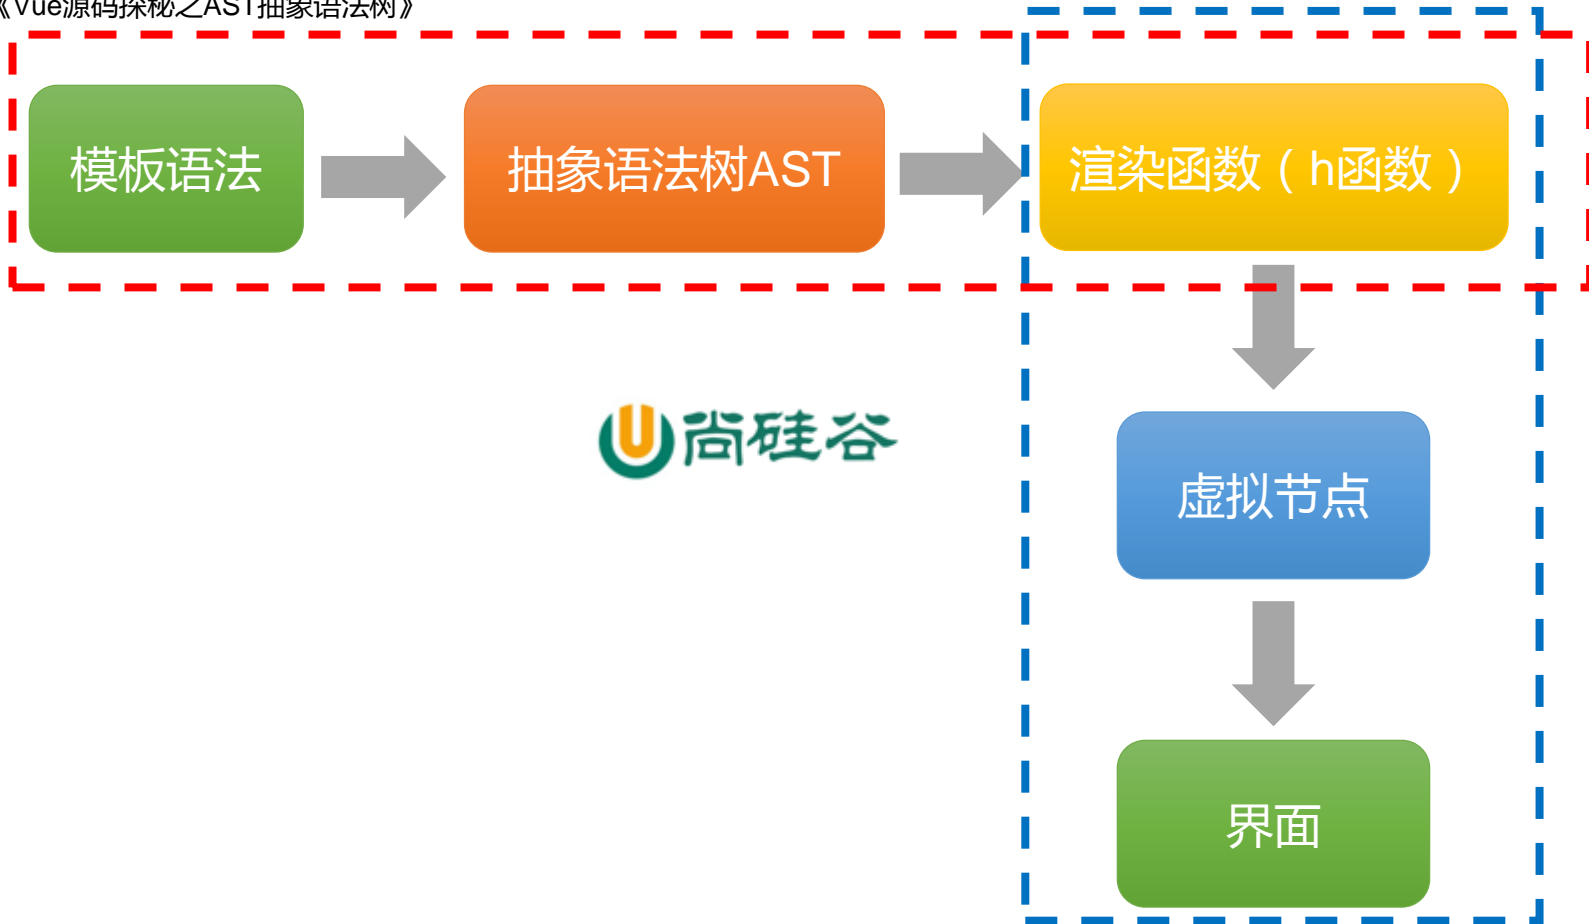 《Vue源码探秘之AST抽象语法树》
模板语法
抽象语法树AST
渲染函数（h函数）
尚硅谷
虚拟节点
界面